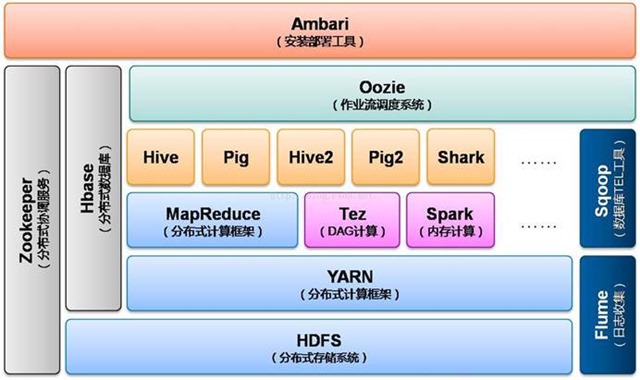 Ambari
（安装部署工具）
Oozie
（作业流调度系统）
Zookeeper
（分布式协调服务）
Hbase
（分布式数据库）
Hive
Pig
Hive2
Pig2
Shark
......
Sqoop
（数据库TEL工具）
MapReduce
（分布式计算框架）
Tez
（DAG计算）
Spark
（内存计算）
......
YARN
（分布式计算框架）
Flume
（日志收集）
HDFS
（分布式存储系统）